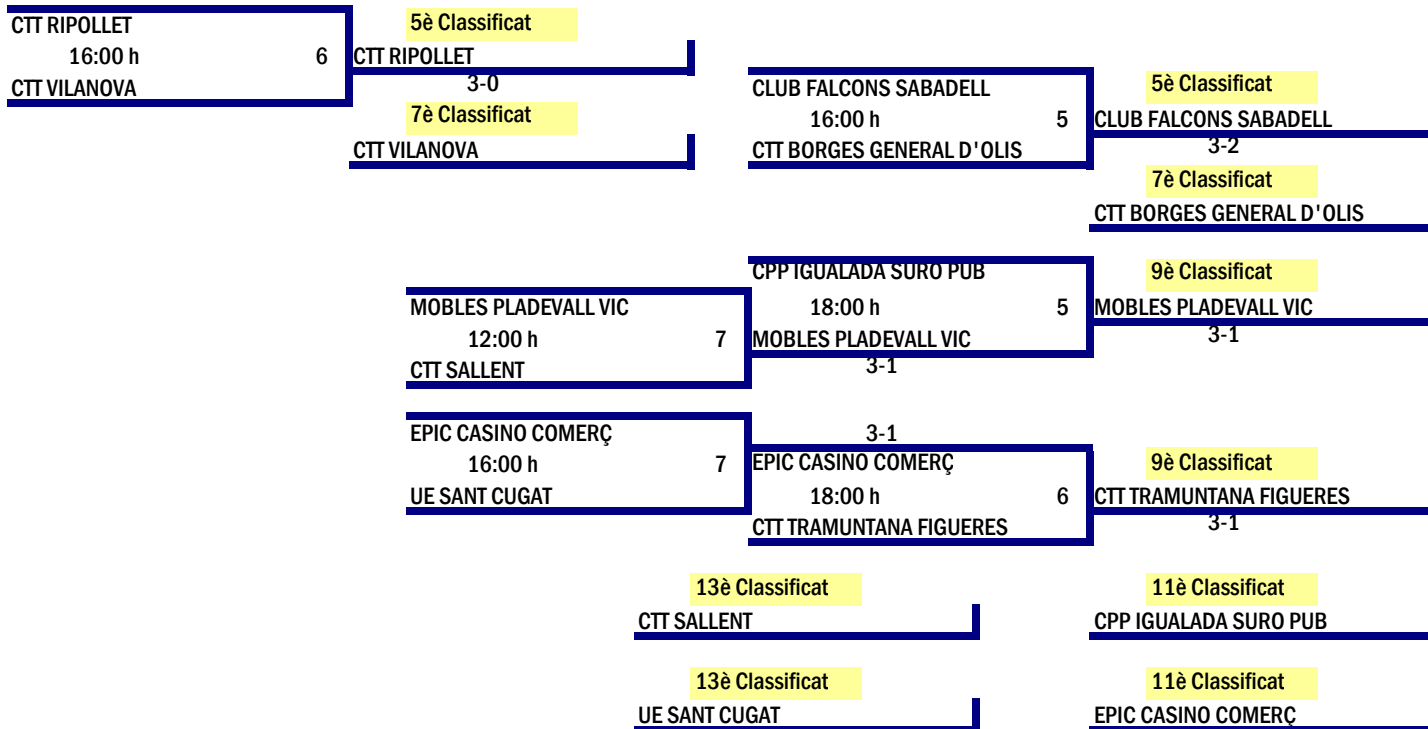 CTT RIPOLLET
16:00 h 6
CTT VILANOVA
5è Classificat
CTT RIPOLLET
3-0
7è Classificat
CTT VILANOVA
CLUB FALCONS SABADELL
16:00 h 5
CTT BORGES GENERAL D'OLIS
5è Classificat
CLUB FALCONS SABADELL
3-2
7è Classificat
CTT BORGES GENERAL D'OLIS
MOBLES PLADEVALL VIC
12:00 h 7
CTT SALLENT
CPP IGUALADA SURO PUB
18:00 h 5
MOBLES PLADEVALL VIC
3-1
9è Classificat
MOBLES PLADEVALL VIC
3-1
EPIC CASINO COMERÇ
16:00 h 7
UE SANT CUGAT
3-1
EPIC CASINO COMERÇ
18:00 h 6
CTT TRAMUNTANA FIGUERES
9è Classificat
CTT TRAMUNTANA FIGUERES
3-1
13è Classificat
CTT SALLENT
11è Classificat
CPP IGUALADA SURO PUB
13è Classificat
UE SANT CUGAT
11è Classificat
EPIC CASINO COMERÇ